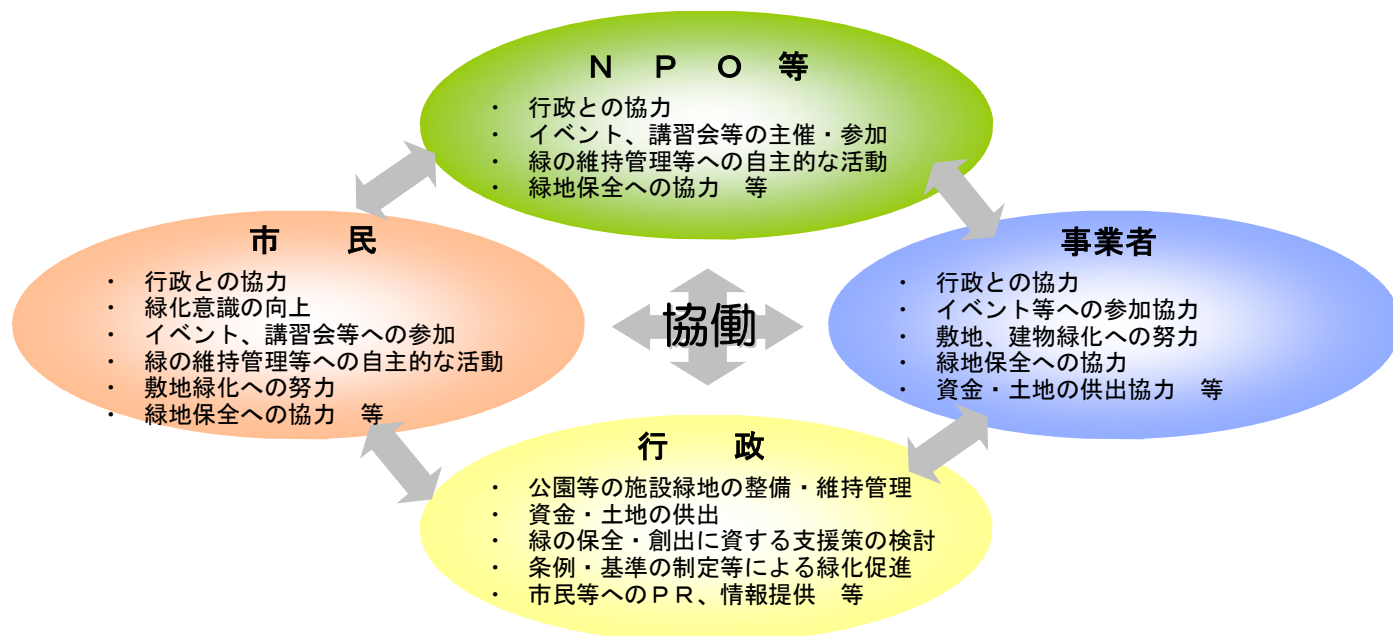 ＮＰＯ等
・ 行政との協力
・ イベント、講習会等の主催・参加
・ 緑の維持管理等への自主的な活動
・ 緑地保全への協力　等
市　民
・ 行政との協力
・ 緑化意識の向上
・ イベント、講習会等への参加
・ 緑の維持管理等への自主的な活動
・ 敷地緑化への努力
・ 緑地保全への協力　等
協働
事業者
・ 行政との協力
・ イベント等への参加協力
・ 敷地、建物緑化への努力
・ 緑地保全への協力
・ 資金・土地の供出協力　等
行　政
・ 公園等の施設緑地の整備・維持管理
・ 資金・土地の供出
・ 緑の保全・創出に資する支援策の検討
・ 条例・基準の制定等による緑化促進
・ 市民等へのＰＲ、情報提供　等